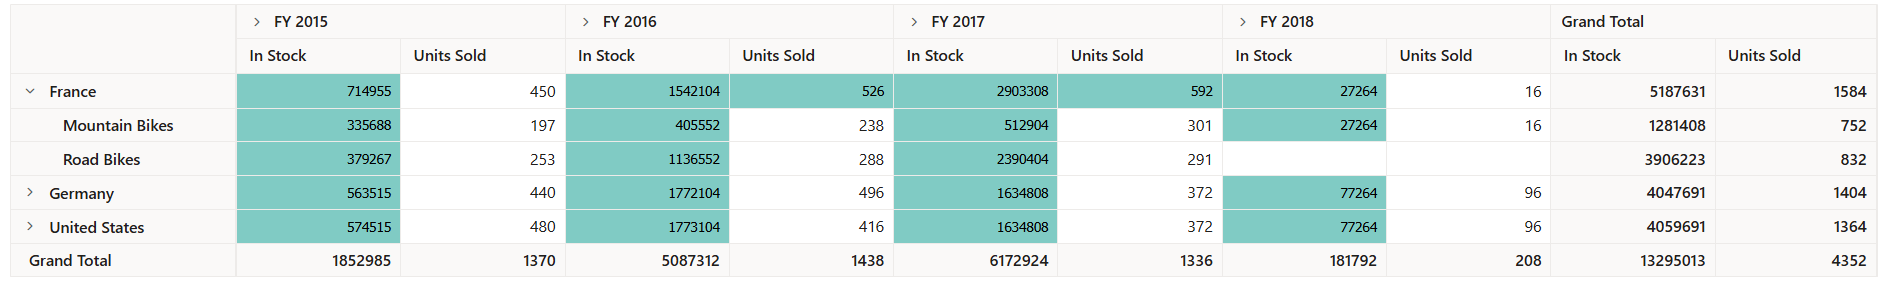 FY 2015 FY 2016 FY 2017 FY 2018 Grand Total
In Stock Units Sold In Stock Units Sold In Stock Units Sold In Stock Units Sold In Stock Units Sold
France 714955 450 1542104 526 2903308 592 27264 16 5187631 1584
Mountain Bikes 335688 197 405552 238 512904 301 27264 16 1281408 752
Road Bikes 379267 253 1136552 288 2390404 291 3906223 832
Germany 563515 440 1772104 496 1634808 372 77264 96 4047691 1404
United States 574515 480 1773104 416 1634808 372 77264 96 4059691 1364
Grand Total 1852985 1370 5087312 1438 6172924 1336 181792 208 13295013 4352